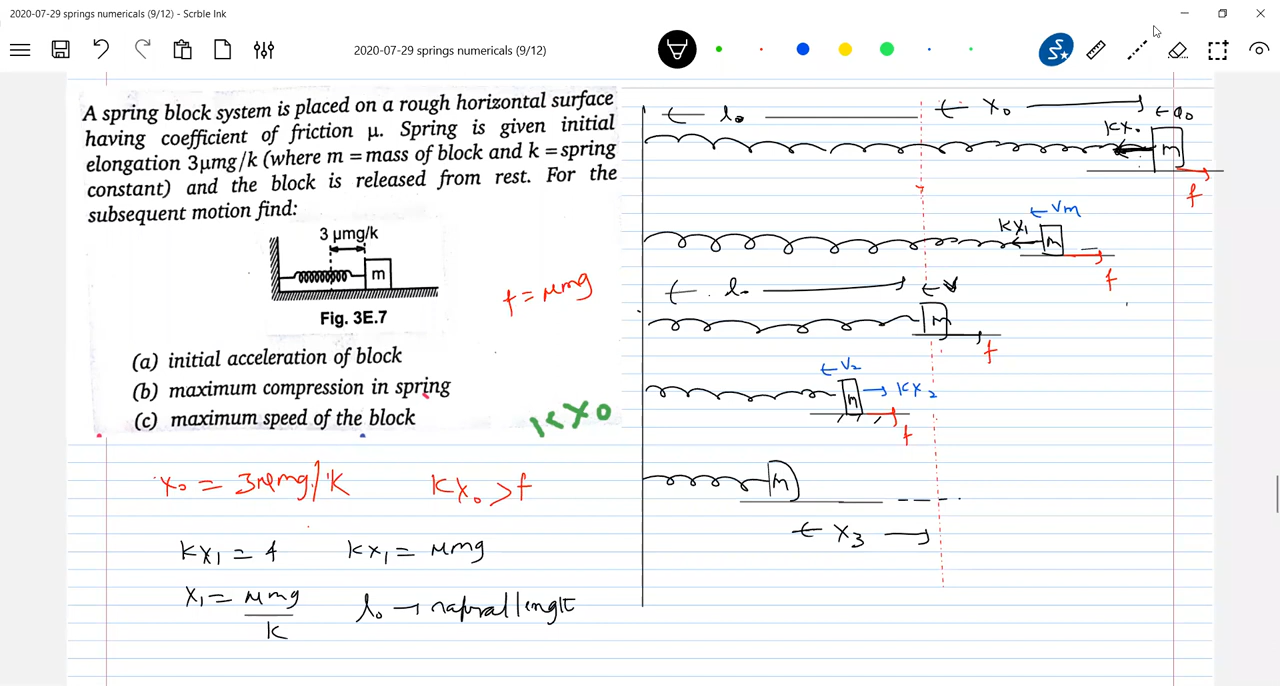 2020-07-29 springs numericals (9/12) - Scrble Ink
2020-07-29 springs numericals (9/12)
A spring block system is placed on a rough horizontal surface
having coefficient of friction μ. Spring is given initial
elongation 3μmg/k (where m = mass of block and k = spring
constant) and the block is released from rest. For the
subsequent motion find:
3 μmg/k
m
Fig. 3E.7
(a) initial acceleration of block
(b) maximum compression in spring
(c) maximum speed of the block
f = μmg
KX0
x0 = 3μmg/K
KX0 > f
KX1 = f
KX1 = μmg
X1 = μmg
K
l0 → natural length
l0
X0
a0
KX0
m
f
Vm
KX1
m
f
l0
V
m
f
V2
m
KX2
f
m
X3